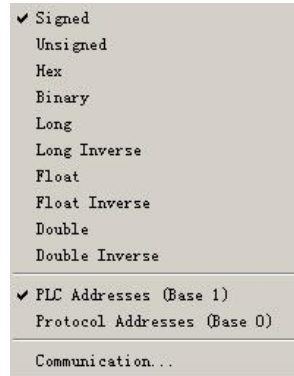 Signed
Unsigned
Hex
Binary
Long
Long Inverse
Float
Float Inverse
Double
Double Inverse
PLC Addresses (Base 1)
Protocol Addresses (Base 0)
Communication...